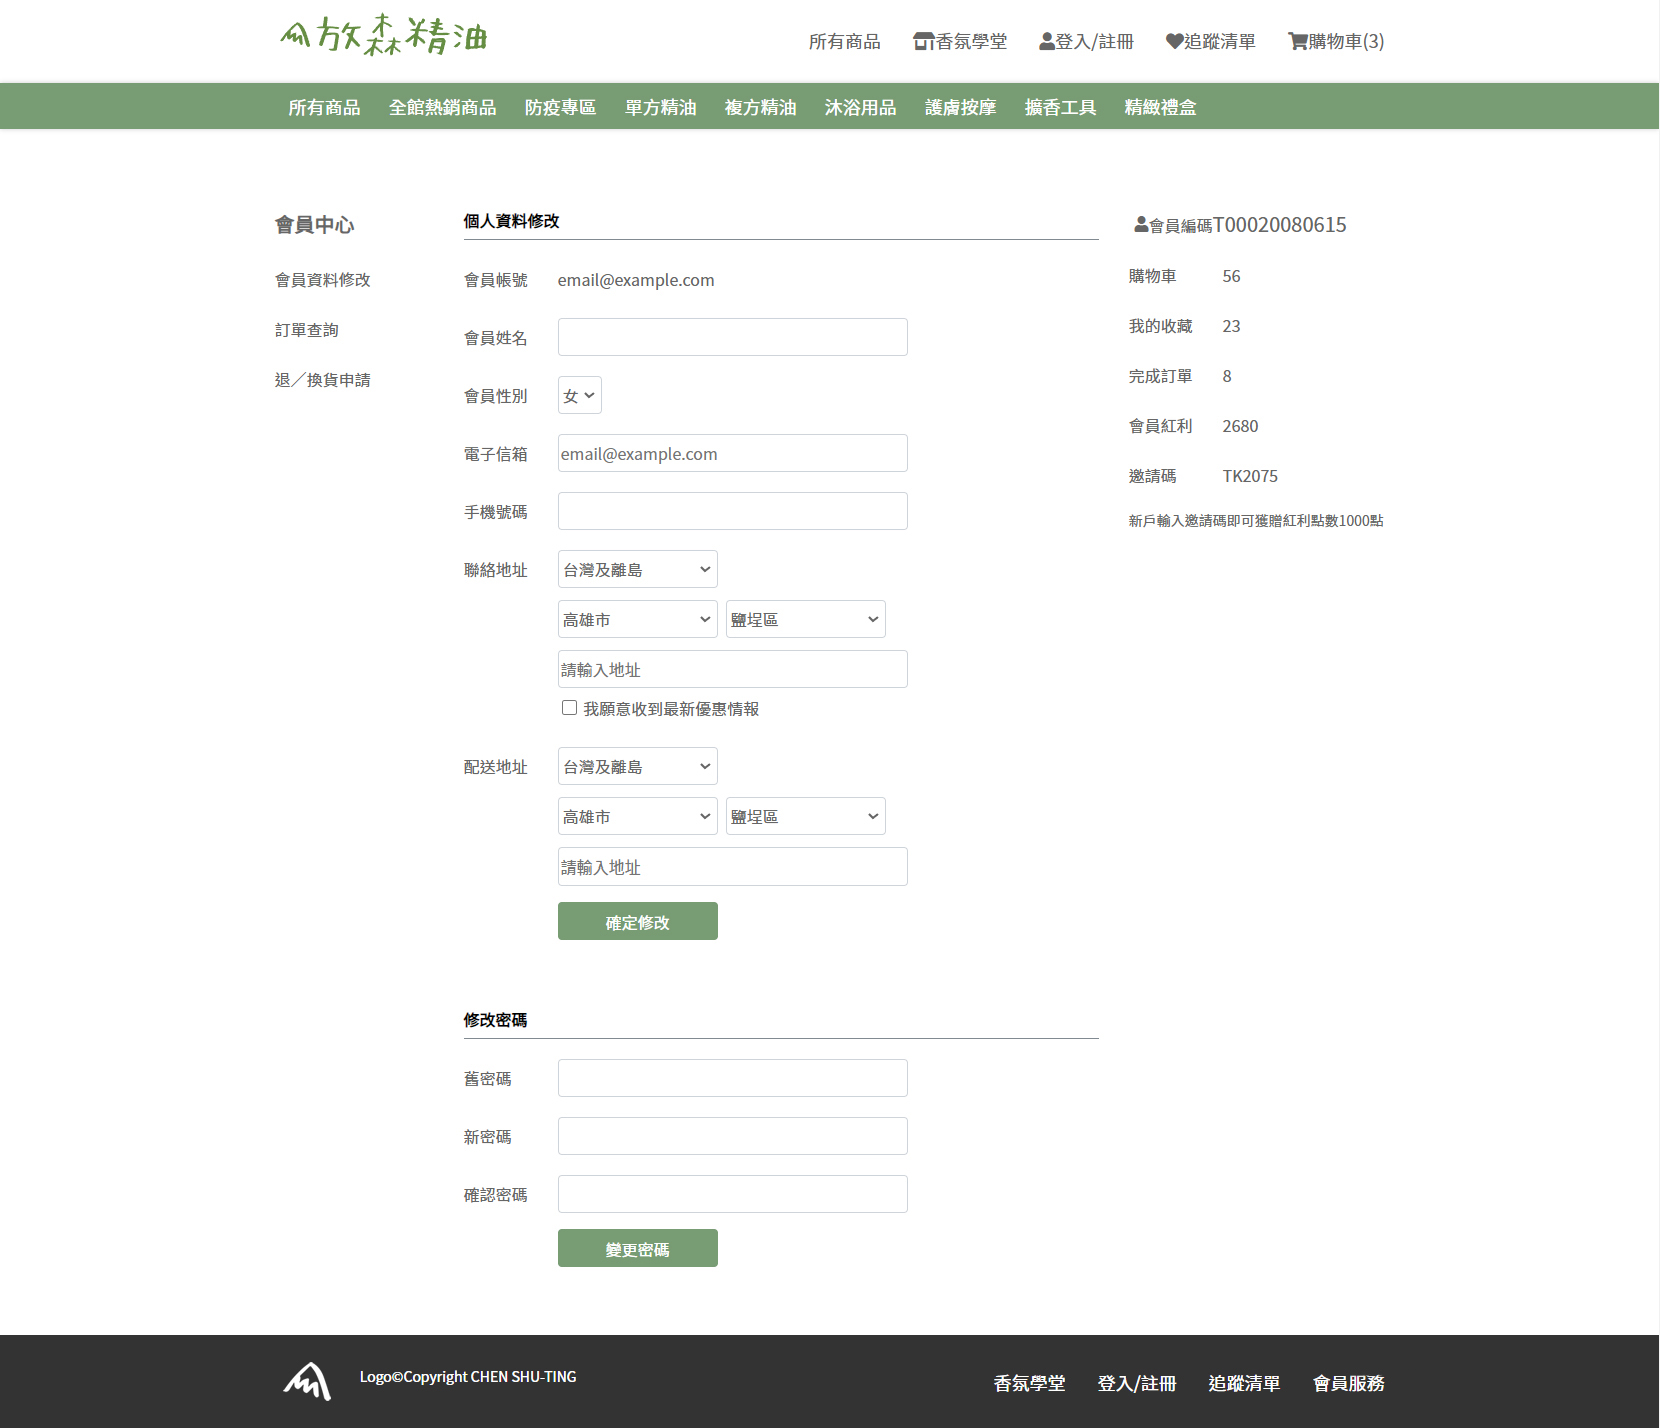 放森精油
所有商品 香氛學堂 登入/註冊 追蹤清單 購物車(3)
所有商品 全館熱銷商品 防疫專區 單方精油 複方精油 沐浴用品 護膚按摩 擴香工具 精緻禮盒
會員中心
會員資料修改
訂單查詢
退／換貨申請
個人資料修改
會員帳號 email@example.com
會員姓名
會員性別 女
電子信箱 email@example.com
手機號碼
聯絡地址 台灣及離島
高雄市 鹽埕區
請輸入地址
我願意收到最新優惠情報
配送地址 台灣及離島
高雄市 鹽埕區
請輸入地址
確定修改
修改密碼
舊密碼
新密碼
確認密碼
變更密碼
會員編碼T00020080615
購物車 56
我的收藏 23
完成訂單 8
會員紅利 2680
邀請碼 TK2075
新戶輸入邀請碼即可獲贈紅利點數1000點
Logo©Copyright CHEN SHU-TING
香氛學堂 登入/註冊 追蹤清單 會員服務